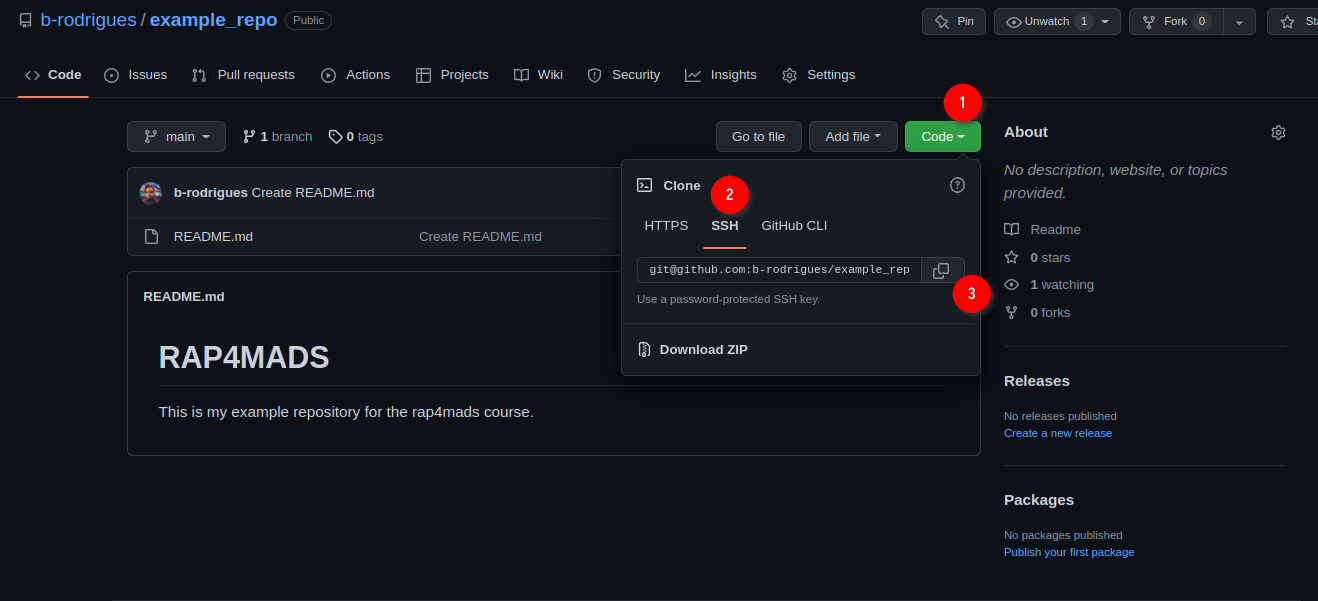 b-rodrigues / example_repo Public
Pin Unwatch 1 Fork 0
Code Issues Pull requests Actions Projects Wiki Security Insights Settings
1
main 1 branch 0 tags Go to file Add file Code
b-rodrigues Create README.md
README.md Create README.md
Clone
2
HTTPS SSH GitHub CLI
git@github.com:b-rodrigues/example_rep
3
Use a password-protected SSH key.
Download ZIP
README.md
RAP4MADS
This is my example repository for the rap4mads course.
About
No description, website, or topics
provided.
Readme
0 stars
1 watching
0 forks
Releases
No releases published
Create a new release
Packages
No packages published
Publish your first package